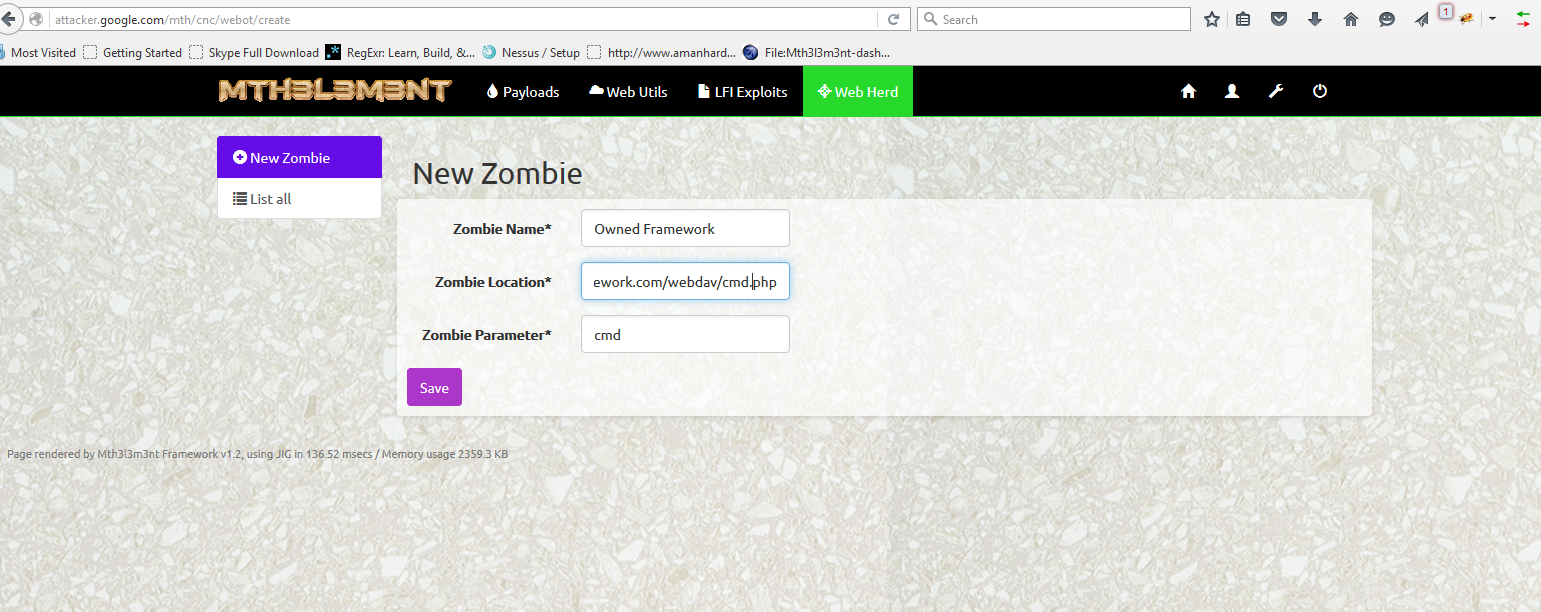 attacker.google.com/mth/cnc/webot/create
Search
1
Most Visited Getting Started Skype Full Download RegExr: Learn, Build, &... Nessus / Setup http://www.amanhard... File:Mth3l3m3nt-dash...
MTH3L3M3NT Payloads Web Utils LFI Exploits Web Herd
New Zombie
List all
New Zombie
Zombie Name* Owned Framework
Zombie Location* ework.com/webdav/cmd.php
Zombie Parameter* cmd
Save
Page rendered by Mth3l3m3nt Framework v1.2, using JIG in 136.52 msecs / Memory usage 2359.3 KB